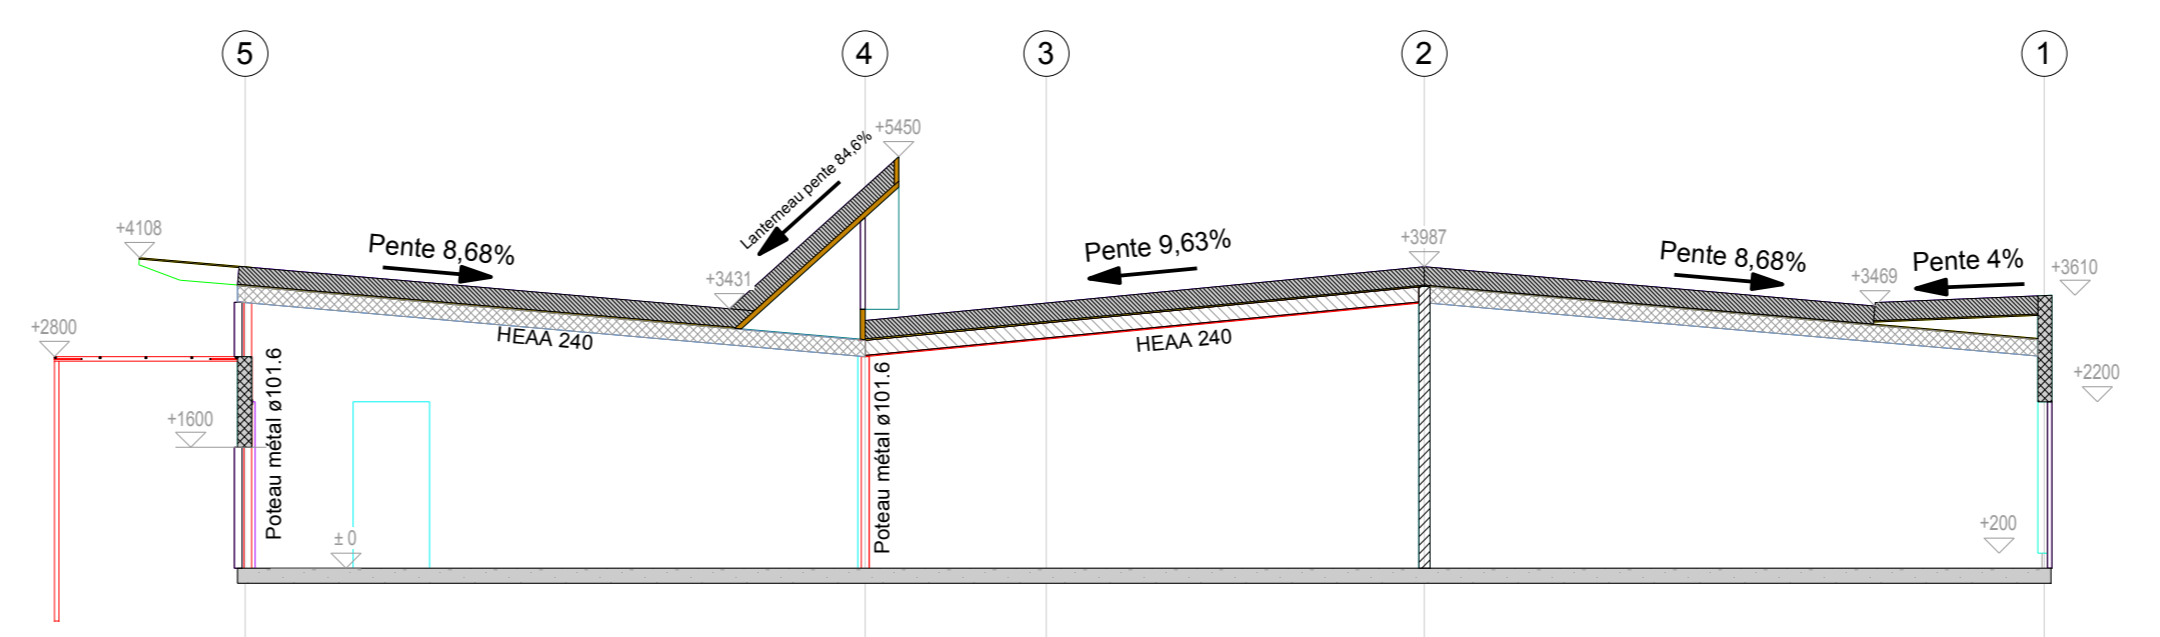 5
4
3
2
1
+5450
Lanterneau pente 84,6%
+4108
Pente 8,68%
+3431
Pente 9,63%
+3987
Pente 8,68%
+3469
Pente 4%
+3610
+2800
HEAA 240
HEAA 240
Poteau métal ø101.6
Poteau métal ø101.6
+2200
+1600
±0
+200